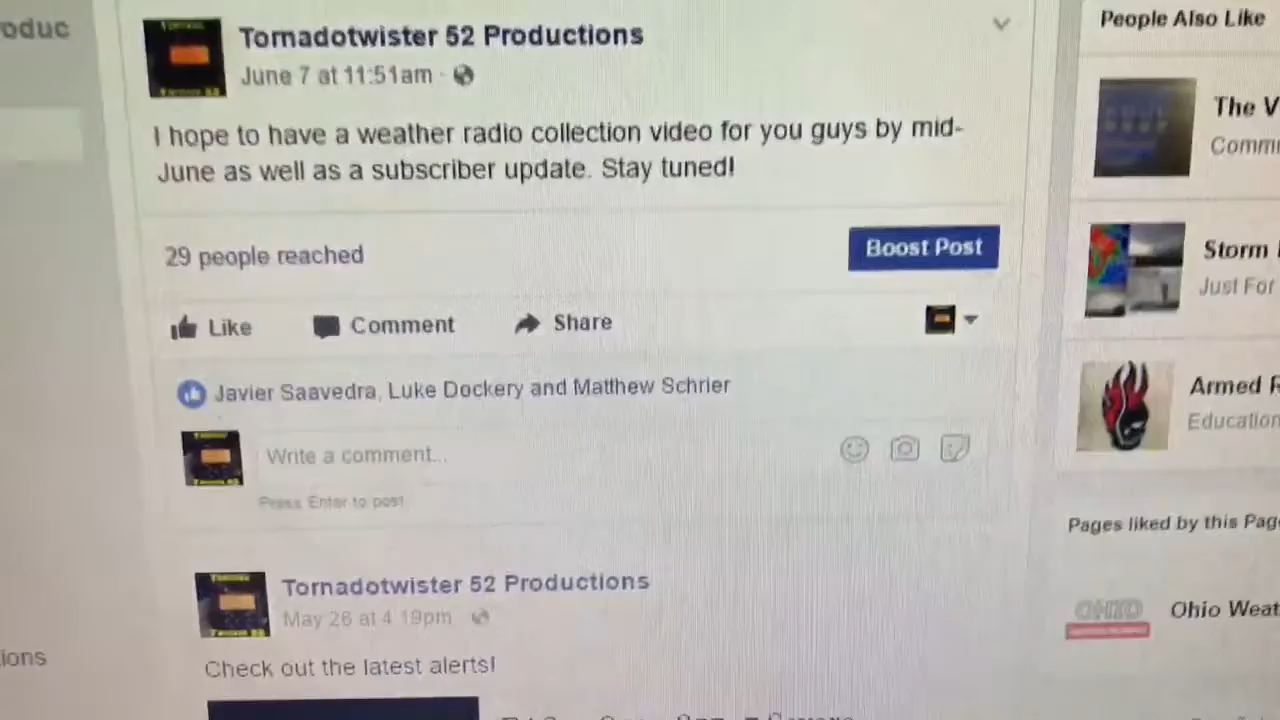 oduc
Tornadotwister 52 Productions
June 7 at 11:51am
I hope to have a weather radio collection video for you guys by mid-
June as well as a subscriber update. Stay tuned!
29 people reached
Boost Post
Like Comment Share
Javier Saavedra, Luke Dockery and Matthew Schrier
Write a comment...
Press Enter to post.
Tornadotwister 52 Productions
May 26 at 4:19pm
Check out the latest alerts!
ions
People Also Like
The V
Commu
Storm
Just For
Armed F
Education
Pages liked by this Pag
OHIO
Ohio Weat